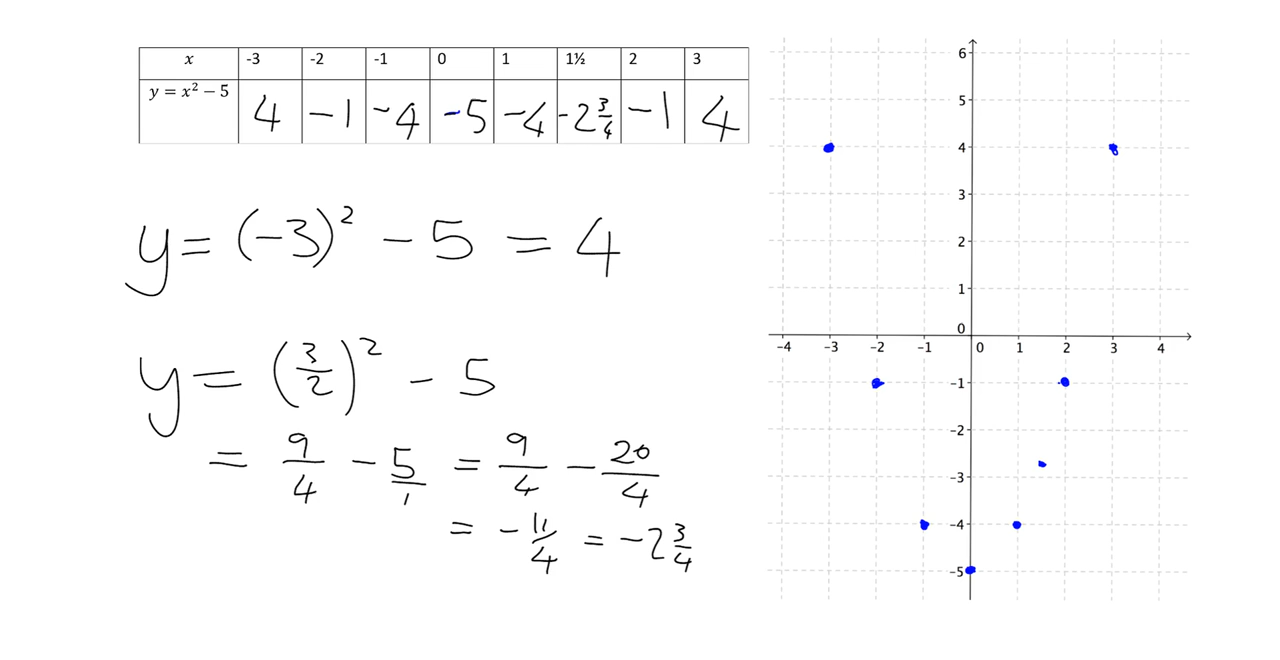 x -3 -2 -1 0 1 1½ 2 3
y = x² − 5 4 -1 -4 -5 -4 -2 3/4 -1 4
y = (-3)² - 5 = 4
y = (3/2)² - 5
= 9/4 - 5/1 = 9/4 - 20/4
= - 11/4 = -2 3/4
6
5
4
3
2
1
0
-4 -3 -2 -1 0 1 2 3 4
-1
-2
-3
-4
-5